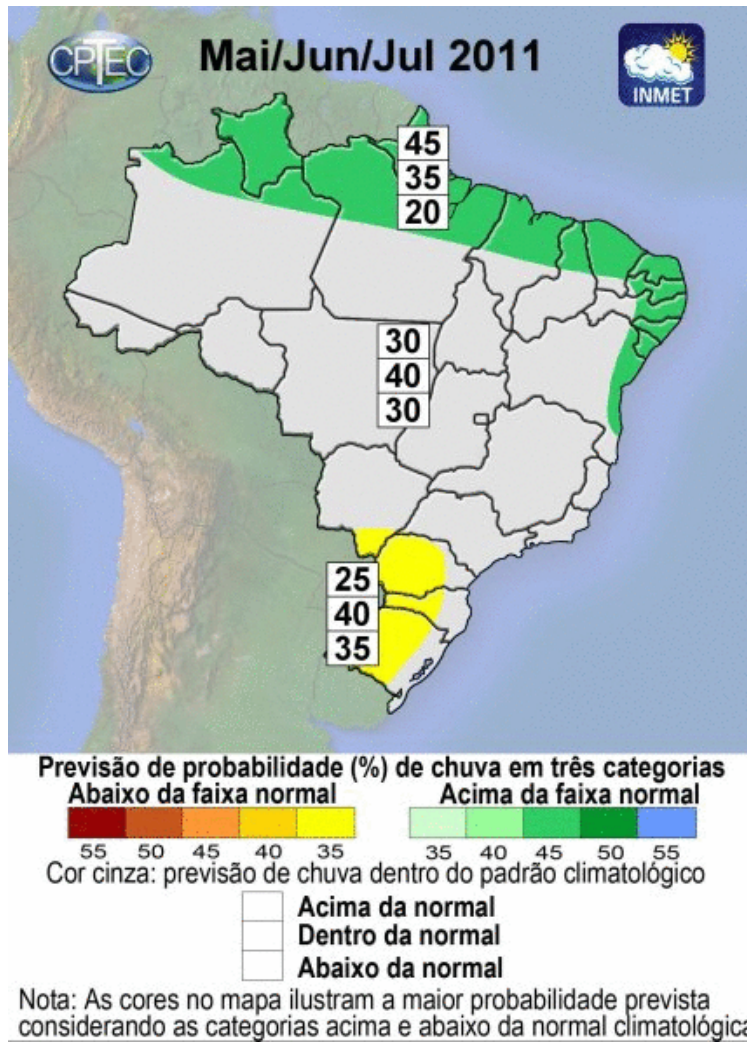 CPTEC
Mai/Jun/Jul 2011
INMET
45
35
20
30
40
30
25
40
35
Previsão de probabilidade (%) de chuva em três categorias
Abaixo da faixa normal Acima da faixa normal
55 50 45 40 35 35 40 45 50 55
Cor cinza: previsão de chuva dentro do padrão climatológico
Acima da normal
Dentro da normal
Abaixo da normal
Nota: As cores no mapa ilustram a maior probabilidade prevista
considerando as categorias acima e abaixo da normal climatológica